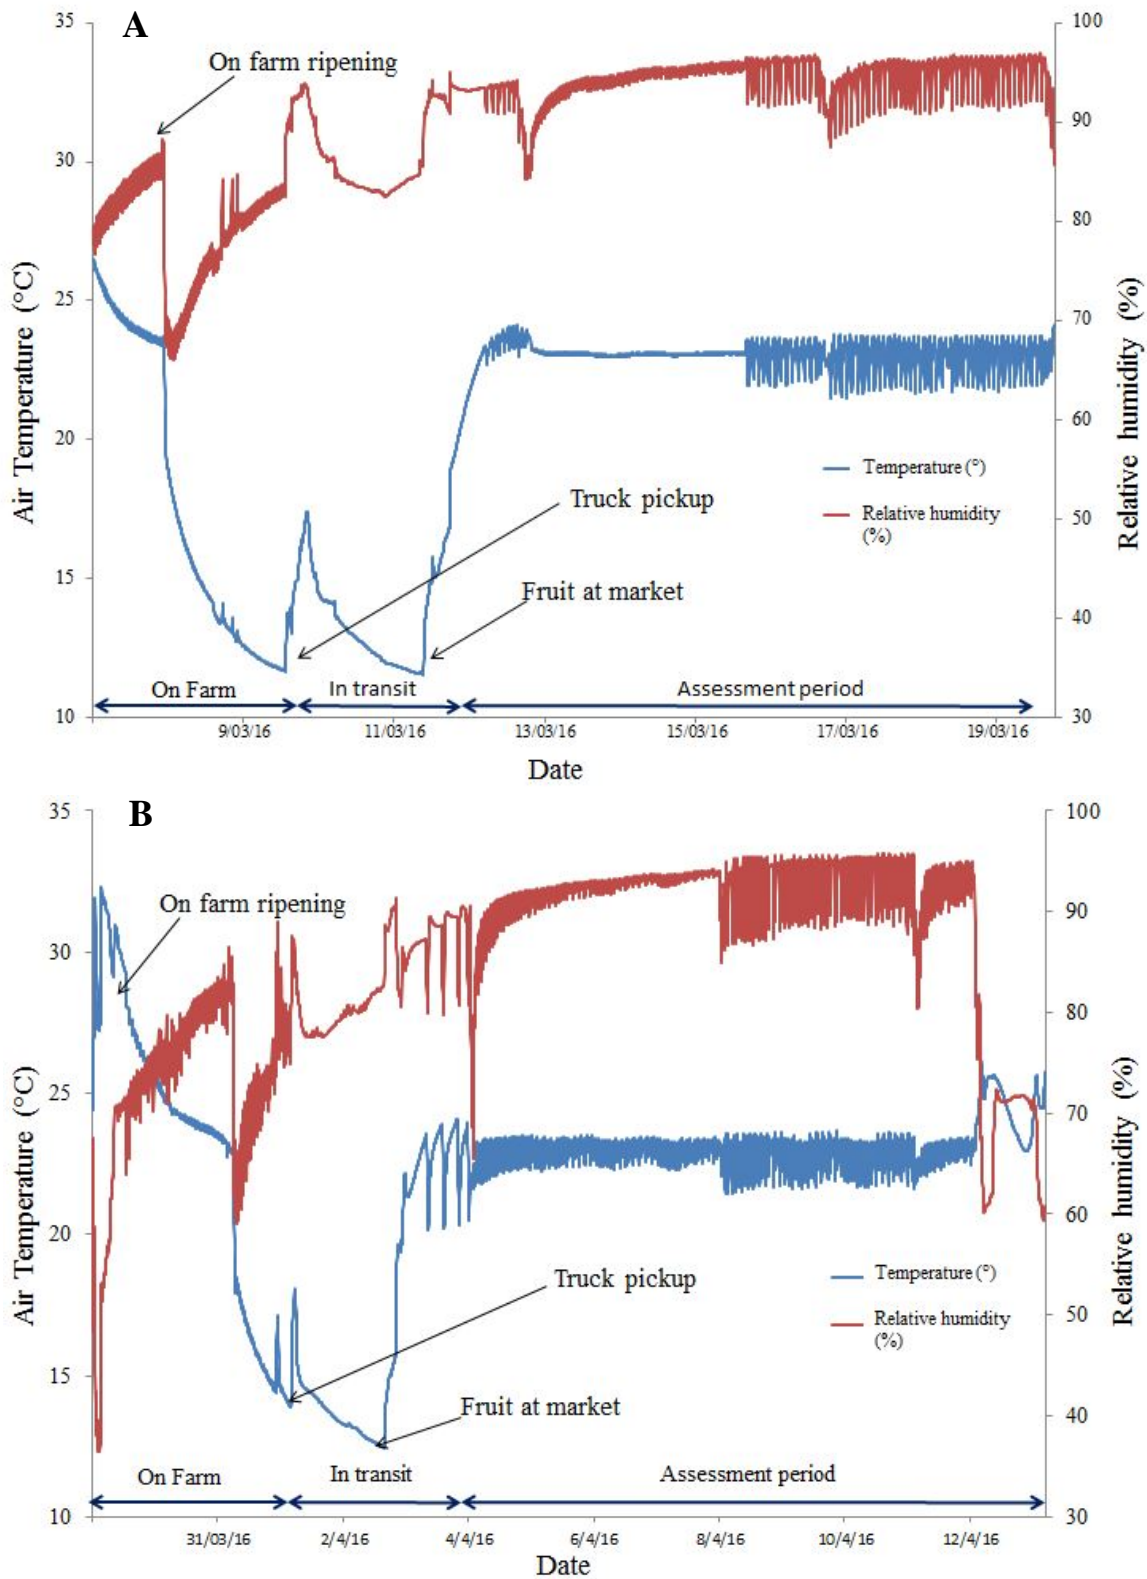 A
35
30
25
20
15
10
Air Temperature (°C)
100
90
80
70
60
50
40
30
Relative humidity (%)
On farm ripening
Truck pickup
Fruit at market
Temperature (°)
Relative humidity
(%)
On Farm
In transit
Assessment period
9/03/16
11/03/16
13/03/16
15/03/16
17/03/16
19/03/16
Date
B
35
30
25
20
15
10
Air Temperature (°C)
100
90
80
70
60
50
40
30
Relative humidity (%)
On farm ripening
Truck pickup
Fruit at market
Temperature (°)
Relative humidity
(%)
On Farm
In transit
Assessment period
31/03/16
2/4/16
4/4/16
6/4/16
8/4/16
10/4/16
12/4/16
Date